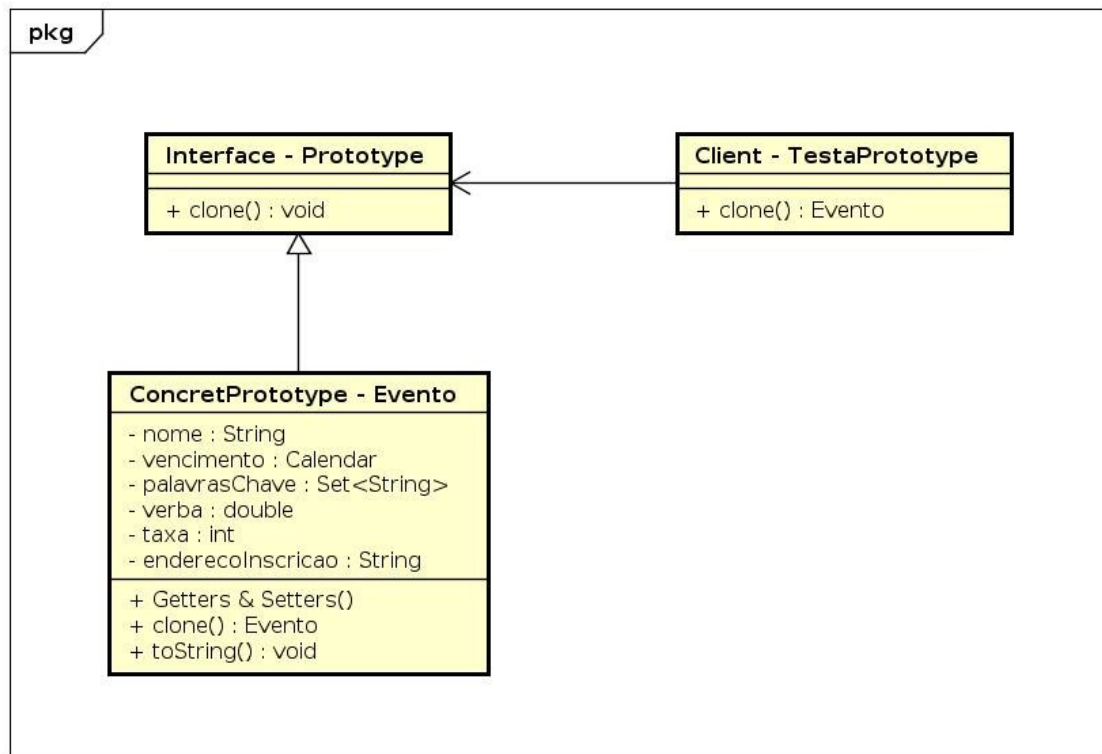 pkg
Interface - Prototype
+ clone() : void
Client - TestaPrototype
+ clone() : Evento
ConcretPrototype - Evento
- nome : String
- vencimento : Calendar
- palavrasChave : Set<String>
- verba : double
- taxa : int
- enderecoInscricao : String
+ Getters & Setters()
+ clone() : Evento
+ toString() : void